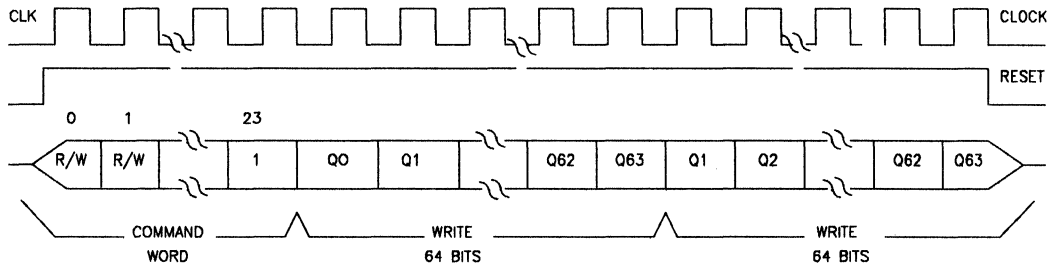 CLK CLOCK
RESET
0 1 23
R/W R/W 1 Q0 Q1 Q62 Q63 Q1 Q2 Q62 Q63
COMMAND WRITE WRITE
WORD 64 BITS 64 BITS